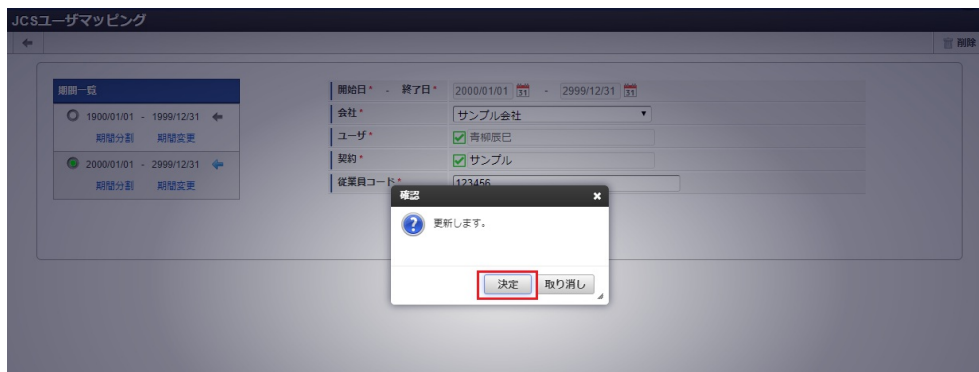 JCSユーザマッピング
削除
期間一覧
1900/01/01 - 1999/12/31
期間分割 期間変更
2000/01/01 - 2999/12/31
期間分割 期間変更
開始日* - 終了日* 2000/01/01 31 - 2999/12/31 31
会社* サンプル会社
ユーザ* 青柳辰巳
契約* サンプル
従業員コード* 123456
確認
更新します。
決定 取り消し